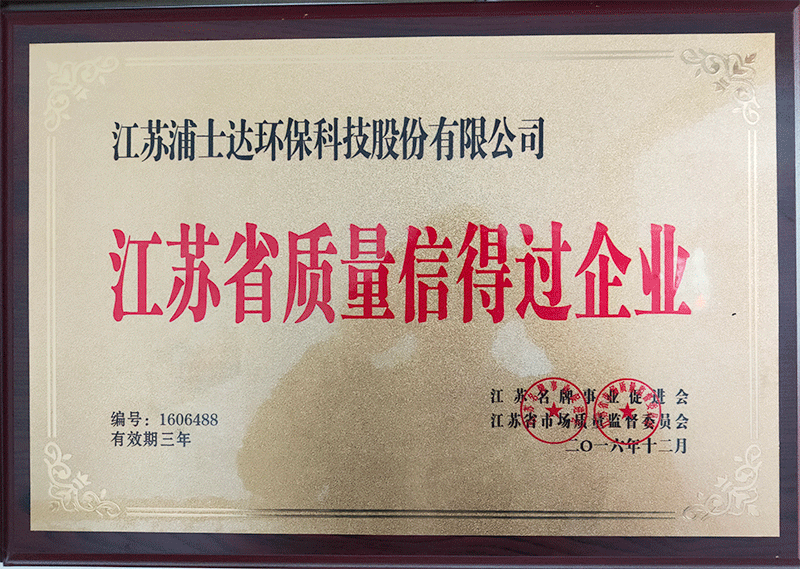 江苏浦士达环保科技股份有限公司
江苏省质量信得过企业
编号：1606488
有效期三年
江苏名牌事业促进会
江苏省市场质量监督委员会
二〇一六年十二月